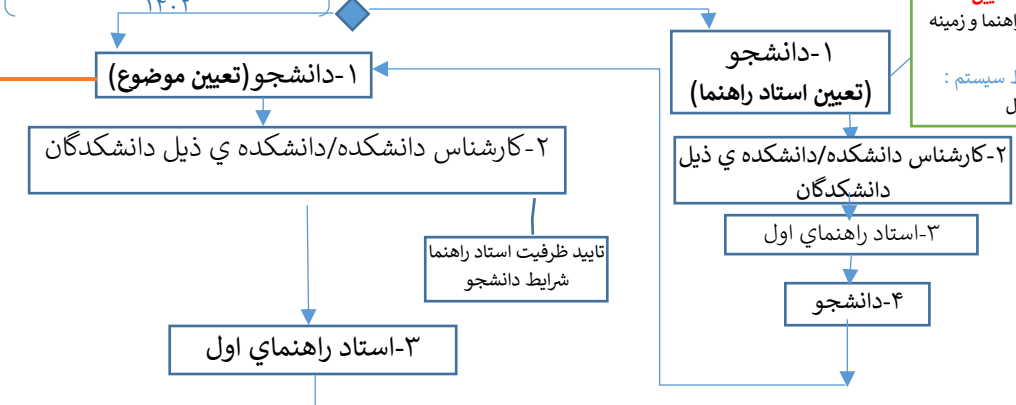 ۱-دانشجو
(تعیین استاد راهنما)
۲-کارشناس دانشکده/دانشکده ي ذیل
دانشکدگان
۳-استاد راهنماي اول
۴-دانشجو
راهنما و زمینه
سیستم :
۱-دانشجو (تعیین موضوع)
۲-کارشناس دانشکده/دانشکده ي ذیل دانشکدگان
تایید ظرفیت استاد راهنما
شرایط دانشجو
۳-استاد راهنماي اول